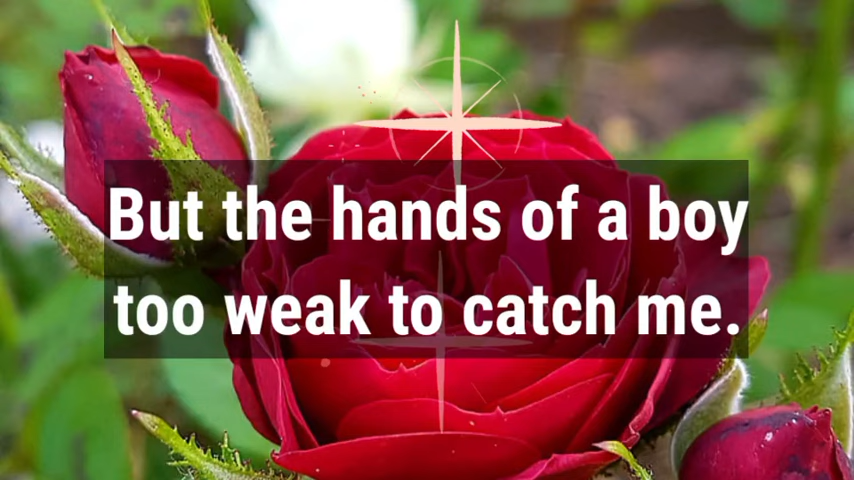 But the hands of a boy
too weak to catch me.